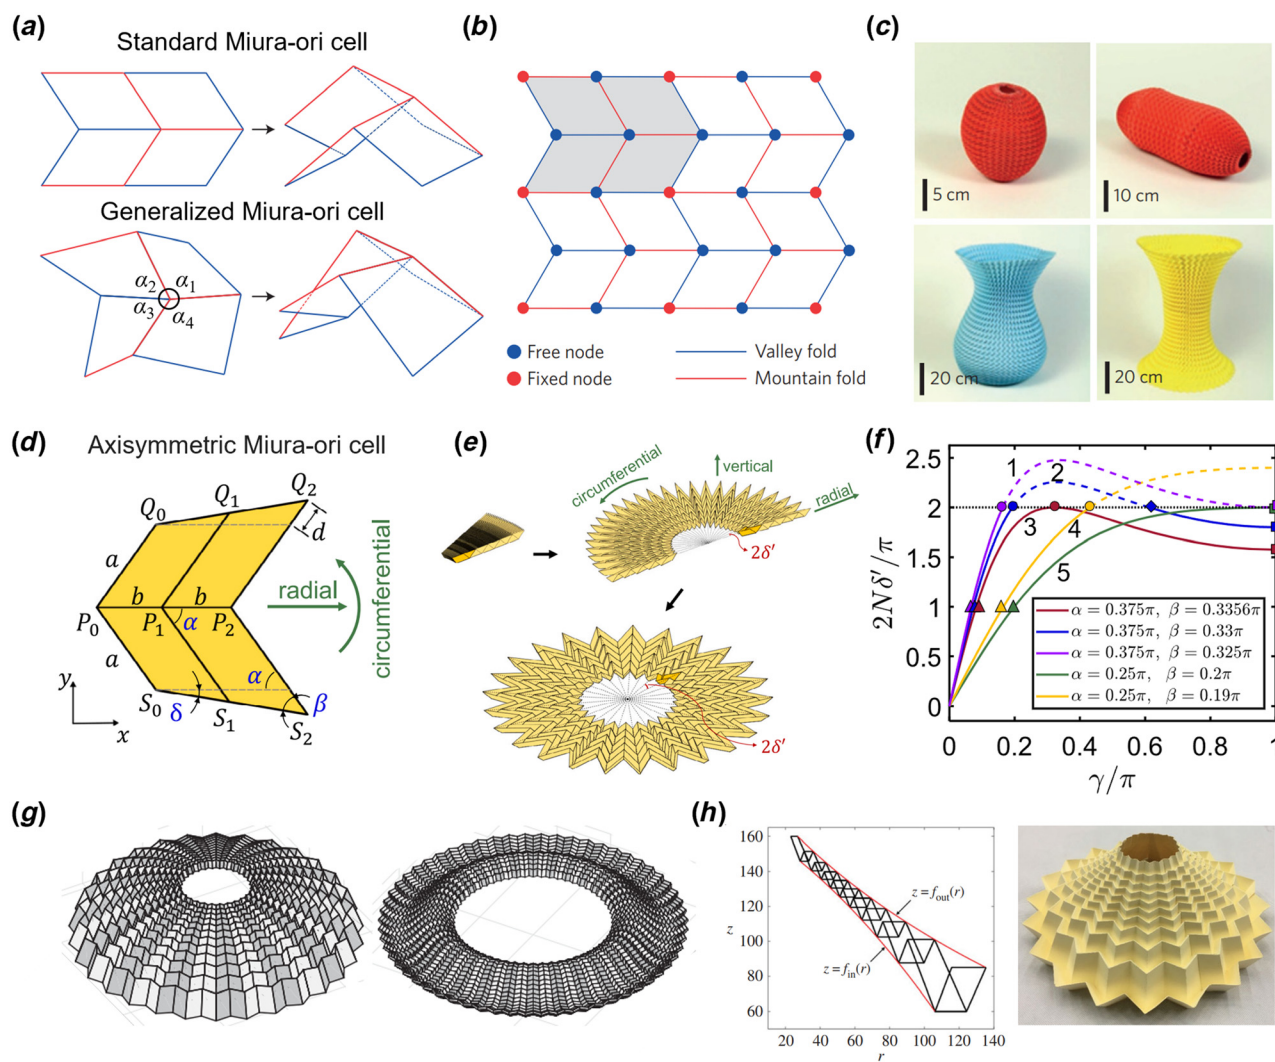 (a)
Standard Miura-ori cell
Generalized Miura-ori cell
α2 α1
α3 α4
(b)
Free node
Fixed node
Valley fold
Mountain fold
(c)
5 cm
10 cm
20 cm
20 cm
(d)
Axisymmetric Miura-ori cell
Q0 Q1 Q2
d
a
b b
P0 P1 P2
α
radial
circumferential
a
α
y
x
δ
β
S0 S1 S2
(e)
circumferential
vertical
radial
2δ′
2δ′
(f)
2Nδ′/π
2.5
2
1.5
1
0.5
0
1
2
3
4
5
α = 0.375π, β = 0.3356π
α = 0.375π, β = 0.33π
α = 0.375π, β = 0.325π
α = 0.25π, β = 0.2π
α = 0.25π, β = 0.19π
0 0.2 0.4 0.6 0.8 1
γ/π
(g)
(h)
160
140
120
z
100
80
60
z = fout(r)
z = fin(r)
20 40 60 80 100 120 140
r